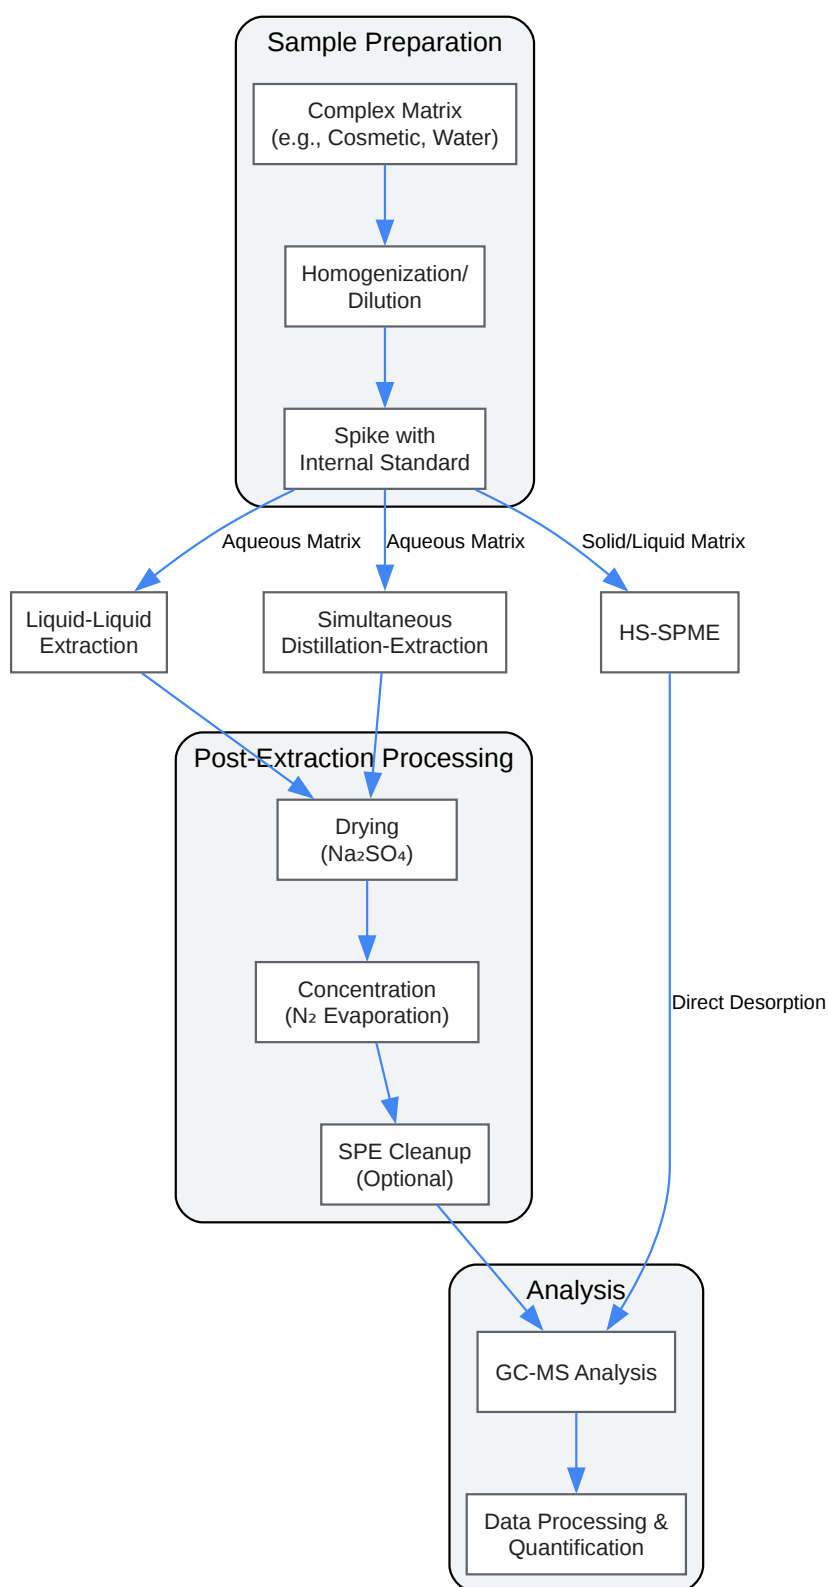 Sample Preparation
Complex Matrix
(e.g., Cosmetic, Water)
Homogenization/
Dilution
Spike with
Internal Standard
Aqueous Matrix
Aqueous Matrix
Solid/Liquid Matrix
Liquid-Liquid
Extraction
Simultaneous
Distillation-Extraction
HS-SPME
Post-Extraction Processing
Drying
(Na₂SO₄)
Concentration
(N₂ Evaporation)
Direct Desorption
SPE Cleanup
(Optional)
Analysis
GC-MS Analysis
Data Processing &
Quantification